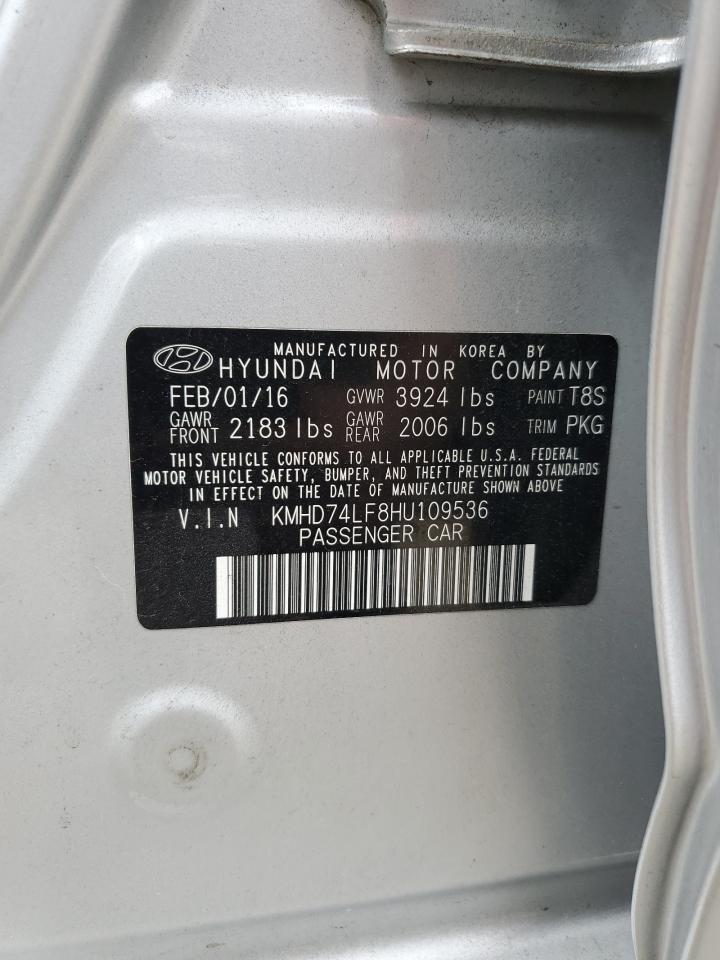 MANUFACTURED IN KOREA BY
HYUNDAI MOTOR COMPANY
FEB/01/16 GVWR 3924 lbs PAINT T8S
GAWR FRONT 2183 lbs GAWR REAR 2006 lbs TRIM PKG
THIS VEHICLE CONFORMS TO ALL APPLICABLE U.S.A. FEDERAL
MOTOR VEHICLE SAFETY, BUMPER, AND THEFT PREVENTION STANDARDS
IN EFFECT ON THE DATE OF MANUFACTURE SHOWN ABOVE
V.I.N KMHD74LF8HU109536
PASSENGER CAR